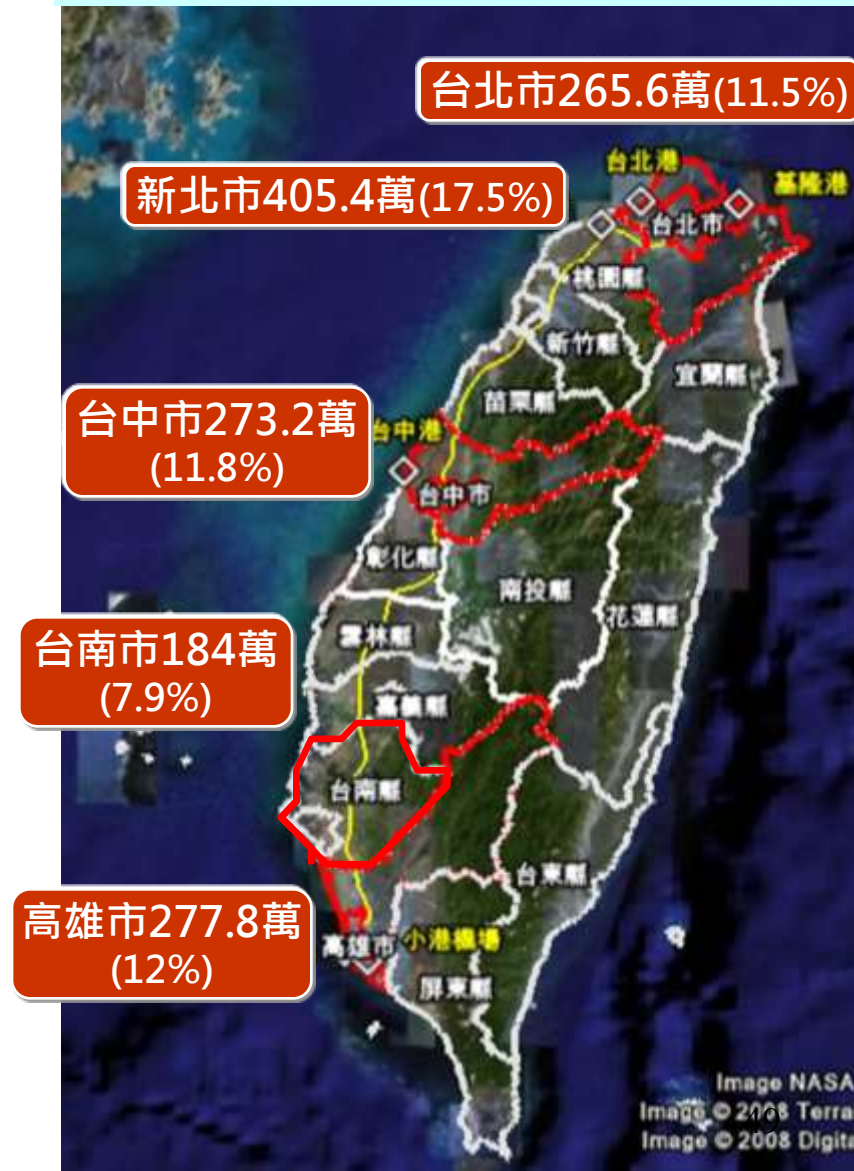 台北市265.6萬(11.5%)
台北港
新北市405.4萬(17.5%)
基隆港
台北市
桃園縣
新竹縣
宜蘭縣
苗栗縣
台中市273.2萬
(11.8%)
台中港
台中市
彰化縣
南投縣
花蓮縣
雲林縣
台南市184萬
(7.9%)
嘉義縣
台南縣
台東縣
高雄市277.8萬
(12%)
高雄市
小港機場
屏東縣
Image NASA
Image © 2008 Terra
Image © 2008 Digita